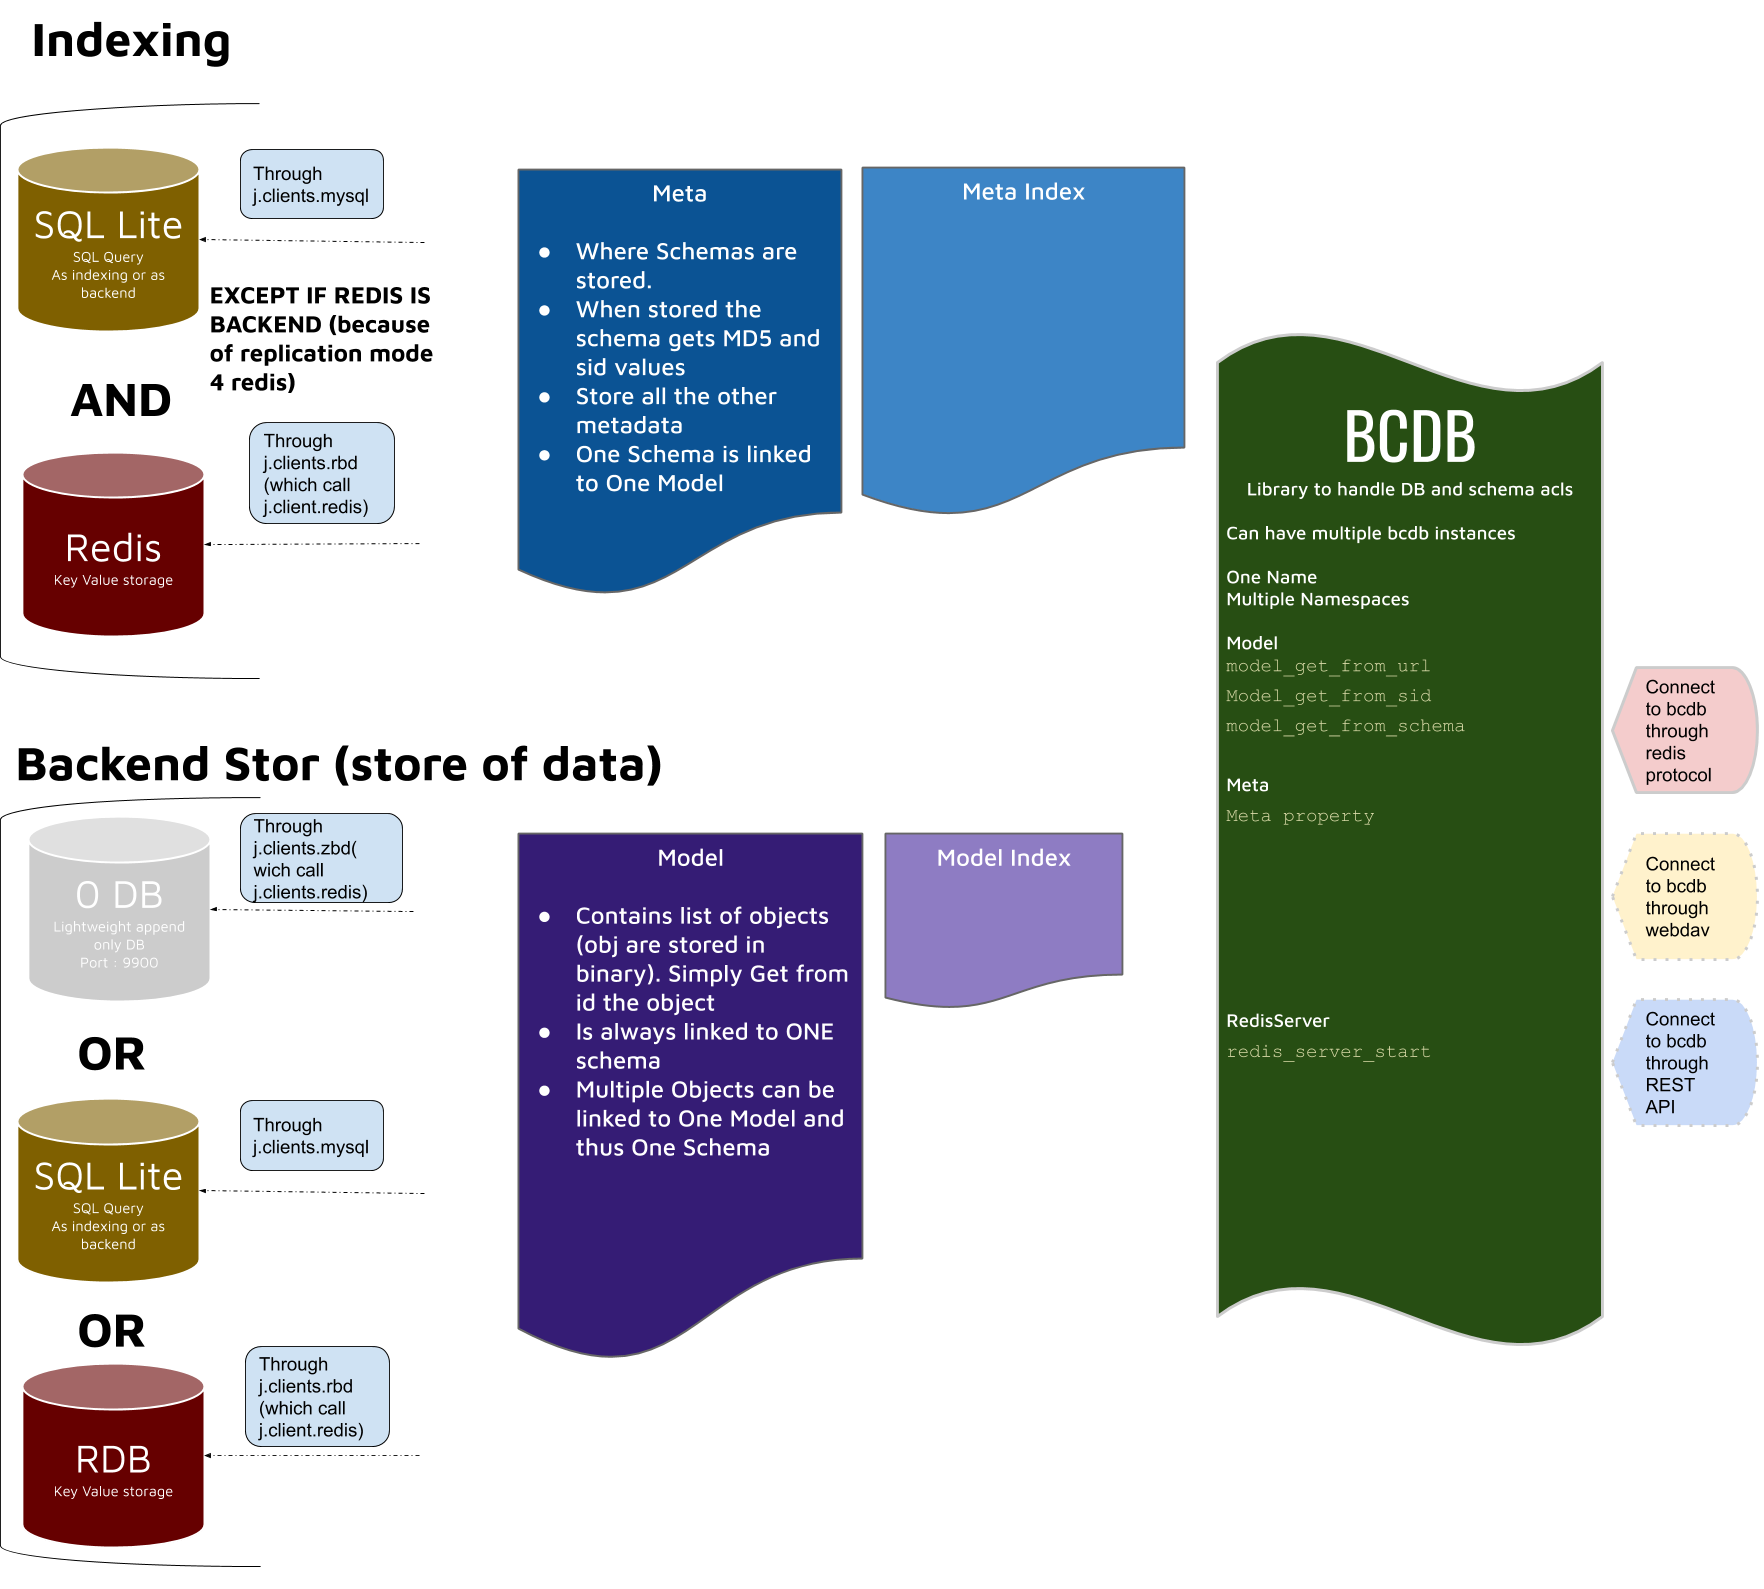 Indexing
SQL Lite
SQL Query
As indexing or as
backend
Through
j.clients.mysql
EXCEPT IF REDIS IS
BACKEND (because
of replication mode
4 redis)
AND
Through
j.clients.rbd
(which call
j.client.redis)
Redis
Key Value storage
Meta
● Where Schemas are
stored.
● When stored the
schema gets MD5 and
sid values
● Store all the other
metadata
● One Schema is linked
to One Model
Meta Index
Backend Stor (store of data)
0 DB
Lightweight append
only DB
Port : 9900
Through
j.clients.zbd(
wich call
j.clients.redis)
OR
SQL Lite
SQL Query
As indexing or as
backend
Through
j.clients.mysql
OR
Through
j.clients.rbd
(which call
j.client.redis)
RDB
Key Value storage
Model
● Contains list of objects
(obj are stored in
binary). Simply Get from
id the object
● Is always linked to ONE
schema
● Multiple Objects can be
linked to One Model and
thus One Schema
Model Index
BCDB
Library to handle DB and schema acls
Can have multiple bcdb instances
One Name
Multiple Namespaces
Model
model_get_from_url
Model_get_from_sid
model_get_from_schema
Meta
Meta property
RedisServer
redis_server_start
Connect
to bcdb
through
redis
protocol
Connect
to bcdb
through
webdav
Connect
to bcdb
through
REST
API